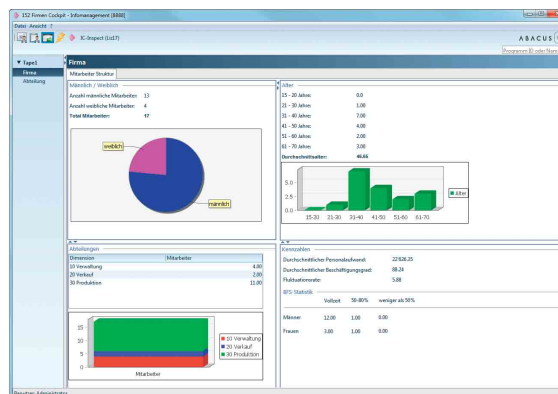 152 Firmen Cockpit - Infomanagement [8888]
Datei Ansicht ?
IC-Inspect (Lis17)
ABACUS
Programm ID oder Nam
Tape1
Firma
Abteilung
Firma
Mitarbeiter Struktur
Männlich / Weiblich
Anzahl männliche Mitarbeiter: 13
Anzahl weibliche Mitarbeiter: 4
Total Mitarbeiter: 17
weiblich
männlich
Alter
15 - 20 Jahre: 0.0
21 - 30 Jahre: 1.00
31 - 40 Jahre: 7.00
41 - 50 Jahre: 4.00
51 - 60 Jahre: 2.00
61 - 70 Jahre: 3.00
Durchschnittsalter:
5.0
2.5
0.0
15-20 21-30 31-40 41-50 51-60 61-70
Alter
Abteilungen
Dimension Mitarbeiter
10 Verwaltung 4.00
20 Verkauf 2.00
30 Produktion 11.00
15
10
5
0
Mitarbeiter
10 Verwaltung
20 Verkauf
30 Produktion
Kennzahlen
Durchschnittlicher Personalaufwand: 22'626.35
Durchschnittlicher Beschäftigungsgrad: 88.24
Fluktuationsrate: 5.88
BFS-Statistik
Vollzeit 50-80% weniger als 50%
Männer 12.00 1.00 0.00
Frauen 3.00 1.00 0.00
Benutzer: Administrator